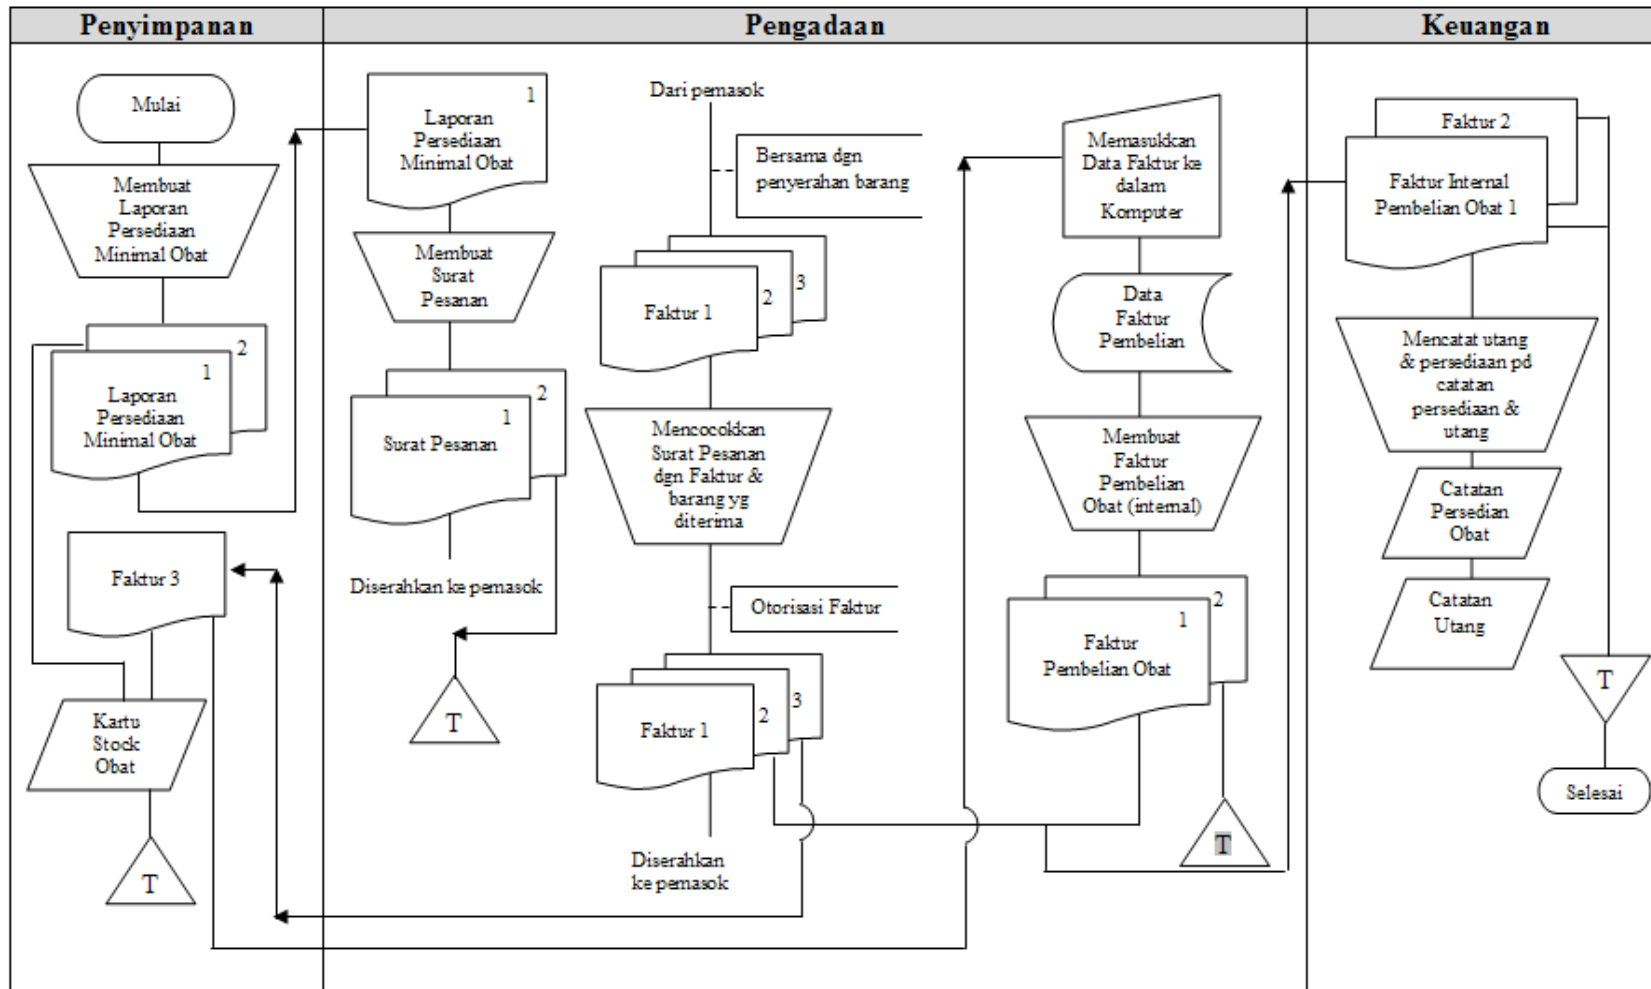 Penyimpanan
Pengadaan
Keuangan
Mulai
Membuat
Laporan
Persediaan
Minimal Obat
2
1
Laporan
Persediaan
Minimal Obat
Faktur 3
Kartu
Stock
Obat
T
1
Laporan
Persediaan
Minimal Obat
Membuat
Surat
Pesanan
2
1
Surat Pesanan
Diserahkan ke pemasok
T
Dari pemasok
Bersama dgn
penyerahan barang
3
2
Faktur 1
Mencocokkan
Surat Pesanan
dgn Faktur &
barang yg
diterima
Otorisasi Faktur
3
2
Faktur 1
Diserahkan
ke pemasok
Memasukkan
Data Faktur ke
dalam
Komputer
Data
Faktur
Pembelian
Membuat
Faktur
Pembelian
Obat (internal)
2
1
Faktur
Pembelian Obat
T
Faktur 2
Faktur Internal
Pembelian Obat 1
Mencatat utang
& persediaan pd
catatan
persediaan &
utang
Catatan
Persedian
Obat
Catatan
Utang
T
Selesai